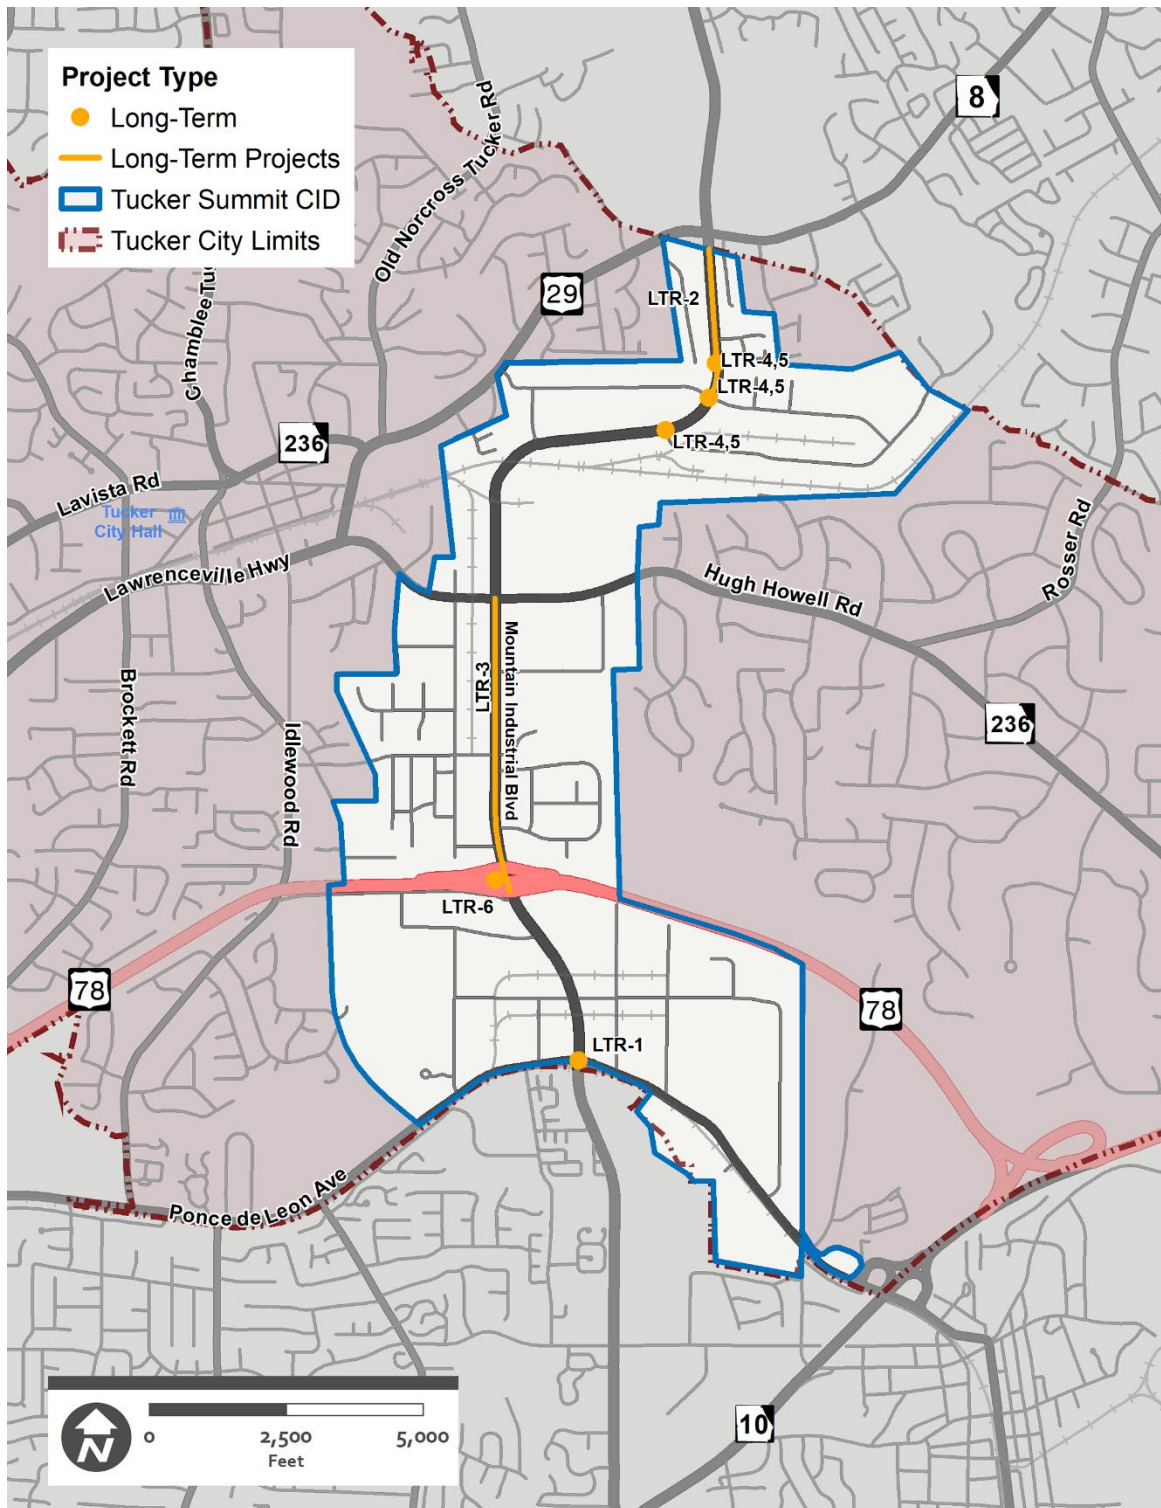 Project Type
Long-Term
Long-Term Projects
Tucker Summit CID
Tucker City Limits
8
Old Norcross Tucker Rd
Chamblee Tu
29
LTR-2
LTR-4,5
LTR-4,5
LTR-4,5
236
Lavista Rd
Tucker
City Hall
Lawrenceville Hwy
Hugh Howell Rd
Rosser Rd
Brockett Rd
Idlewood Rd
LTR-3
Mountain Industrial Blvd
236
LTR-6
78
78
LTR-1
Ponce de Leon Ave
10
N
0
2,500
5,000
Feet